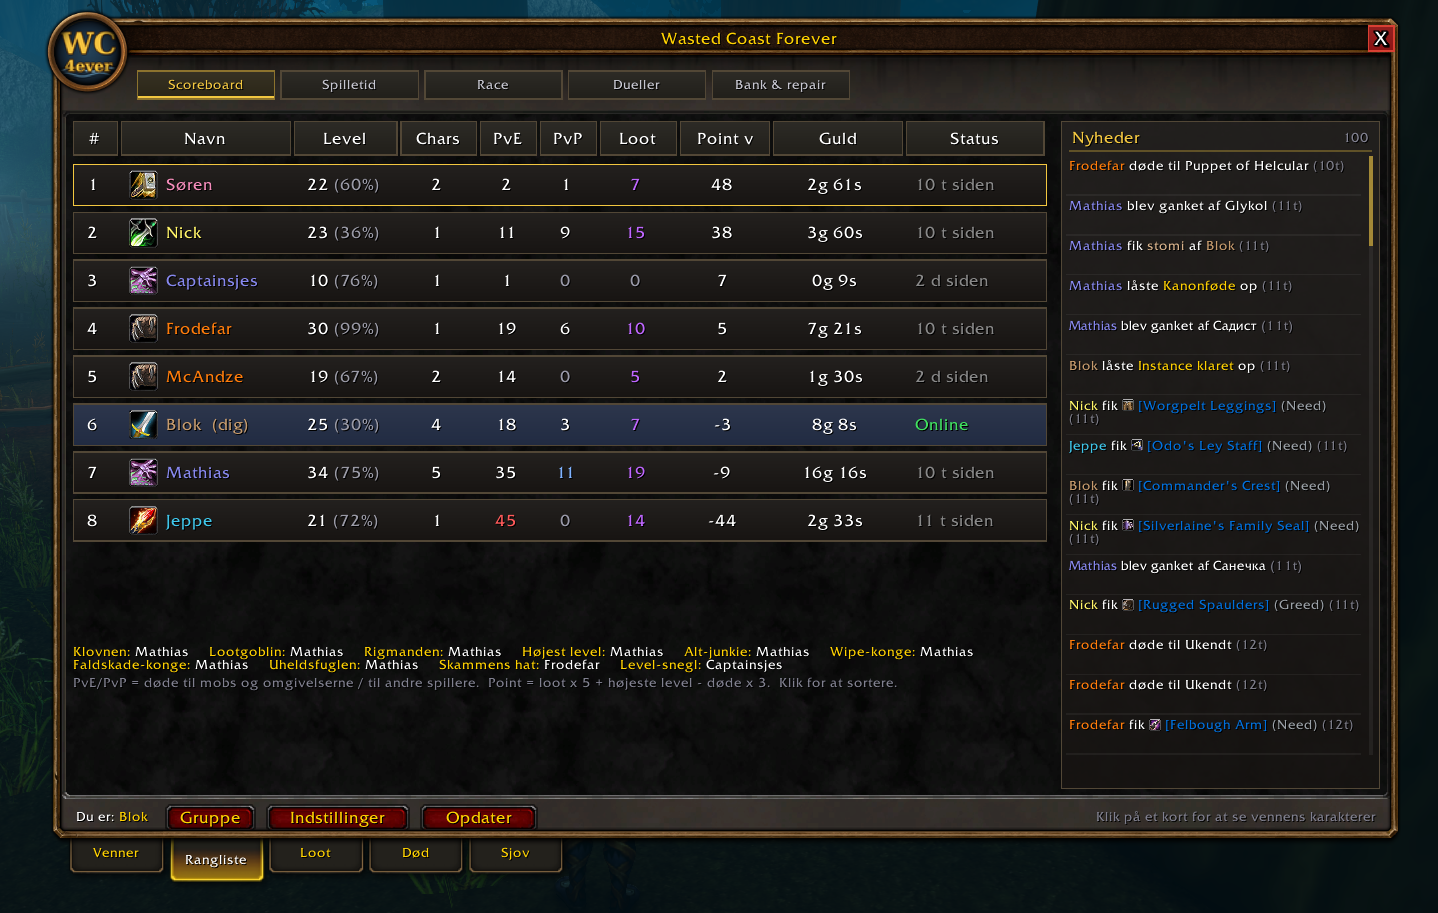 WC
4ever
Wasted Coast Forever
X
Scoreboard Spilletid Race Dueller Bank & repair
# Navn Level Chars PvE PvP Loot Point v Guld Status
1 Søren 22 (60%) 2 2 1 7 48 2g 61s 10 t siden
2 Nick 23 (36%) 1 11 9 15 38 3g 60s 10 t siden
3 Captainsjes 10 (76%) 1 1 0 0 7 0g 9s 2 d siden
4 Frodefar 30 (99%) 1 19 6 10 5 7g 21s 10 t siden
5 McAndze 19 (67%) 2 14 0 5 2 1g 30s 2 d siden
6 Blok (dig) 25 (30%) 4 18 3 7 -3 8g 8s Online
7 Mathias 34 (75%) 5 35 11 19 -9 16g 16s 10 t siden
8 Jeppe 21 (72%) 1 45 0 14 -44 2g 33s 11 t siden
Klovnen: Mathias Lootgoblin: Mathias Rigmanden: Mathias Højest level: Mathias Alt-junkie: Mathias Wipe-konge: Mathias
Faldskade-konge: Mathias Uheldsfuglen: Mathias Skammens hat: Frodefar Level-snegl: Captainsjes
PvE/PvP = døde til mobs og omgivelserne / til andre spillere. Point = loot x 5 + højeste level - døde x 3. Klik for at sortere.
Nyheder 100
Frodefar døde til Puppet of Helcular (10t)
Mathias blev ganket af Glykol (11t)
Mathias fik stomi af Blok (11t)
Mathias låste Kanonføde op (11t)
Mathias blev ganket af Садист (11t)
Blok låste Instance klaret op (11t)
Nick fik [Worgpelt Leggings] (Need)
(11t)
Jeppe fik [Odo's Ley Staff] (Need) (11t)
Blok fik [Commander's Crest] (Need)
(11t)
Nick fik [Silverlaine's Family Seal] (Need)
(11t)
Mathias blev ganket af Санечка (11t)
Nick fik [Rugged Spaulders] (Greed) (11t)
Frodefar døde til Ukendt (12t)
Frodefar døde til Ukendt (12t)
Frodefar fik [Felbough Arm] (Need) (12t)
Du er: Blok Gruppe Indstillinger Opdater Klik på et kort for at se vennens karakterer
Venner Rangliste Loot Død Sjov